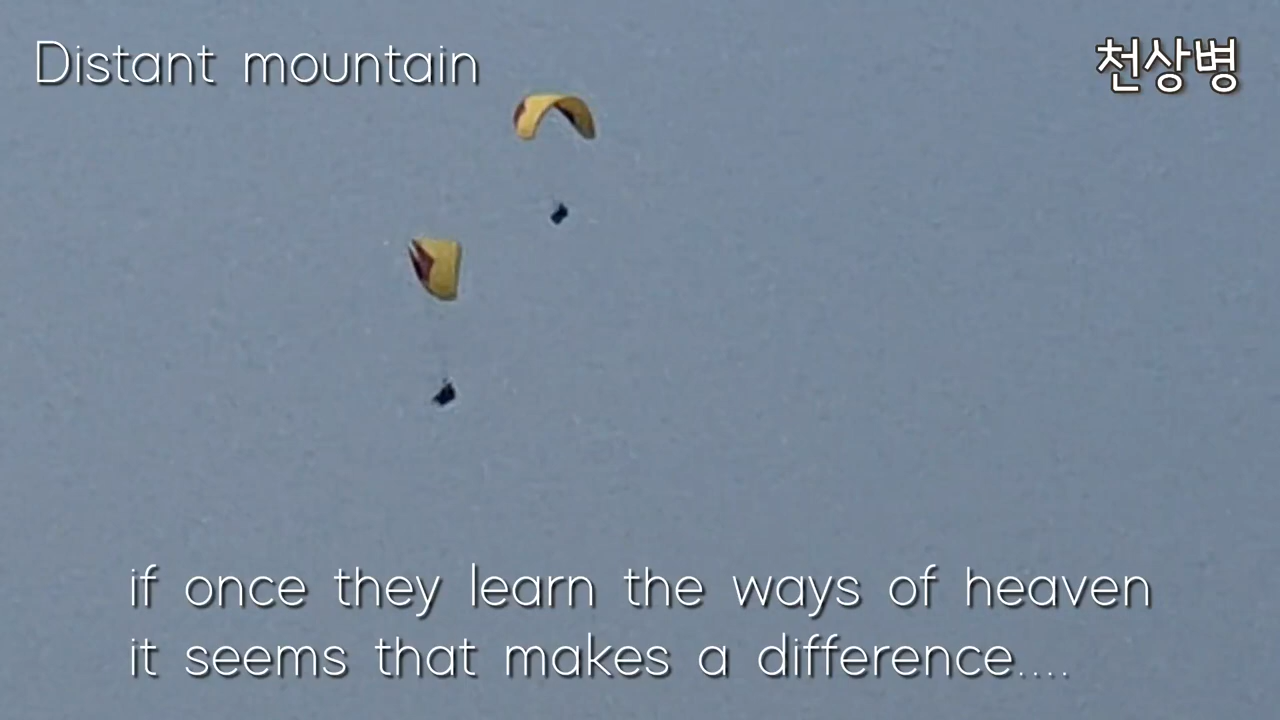 Distant mountain
천상병
if once they learn the ways of heaven
it seems that makes a difference....